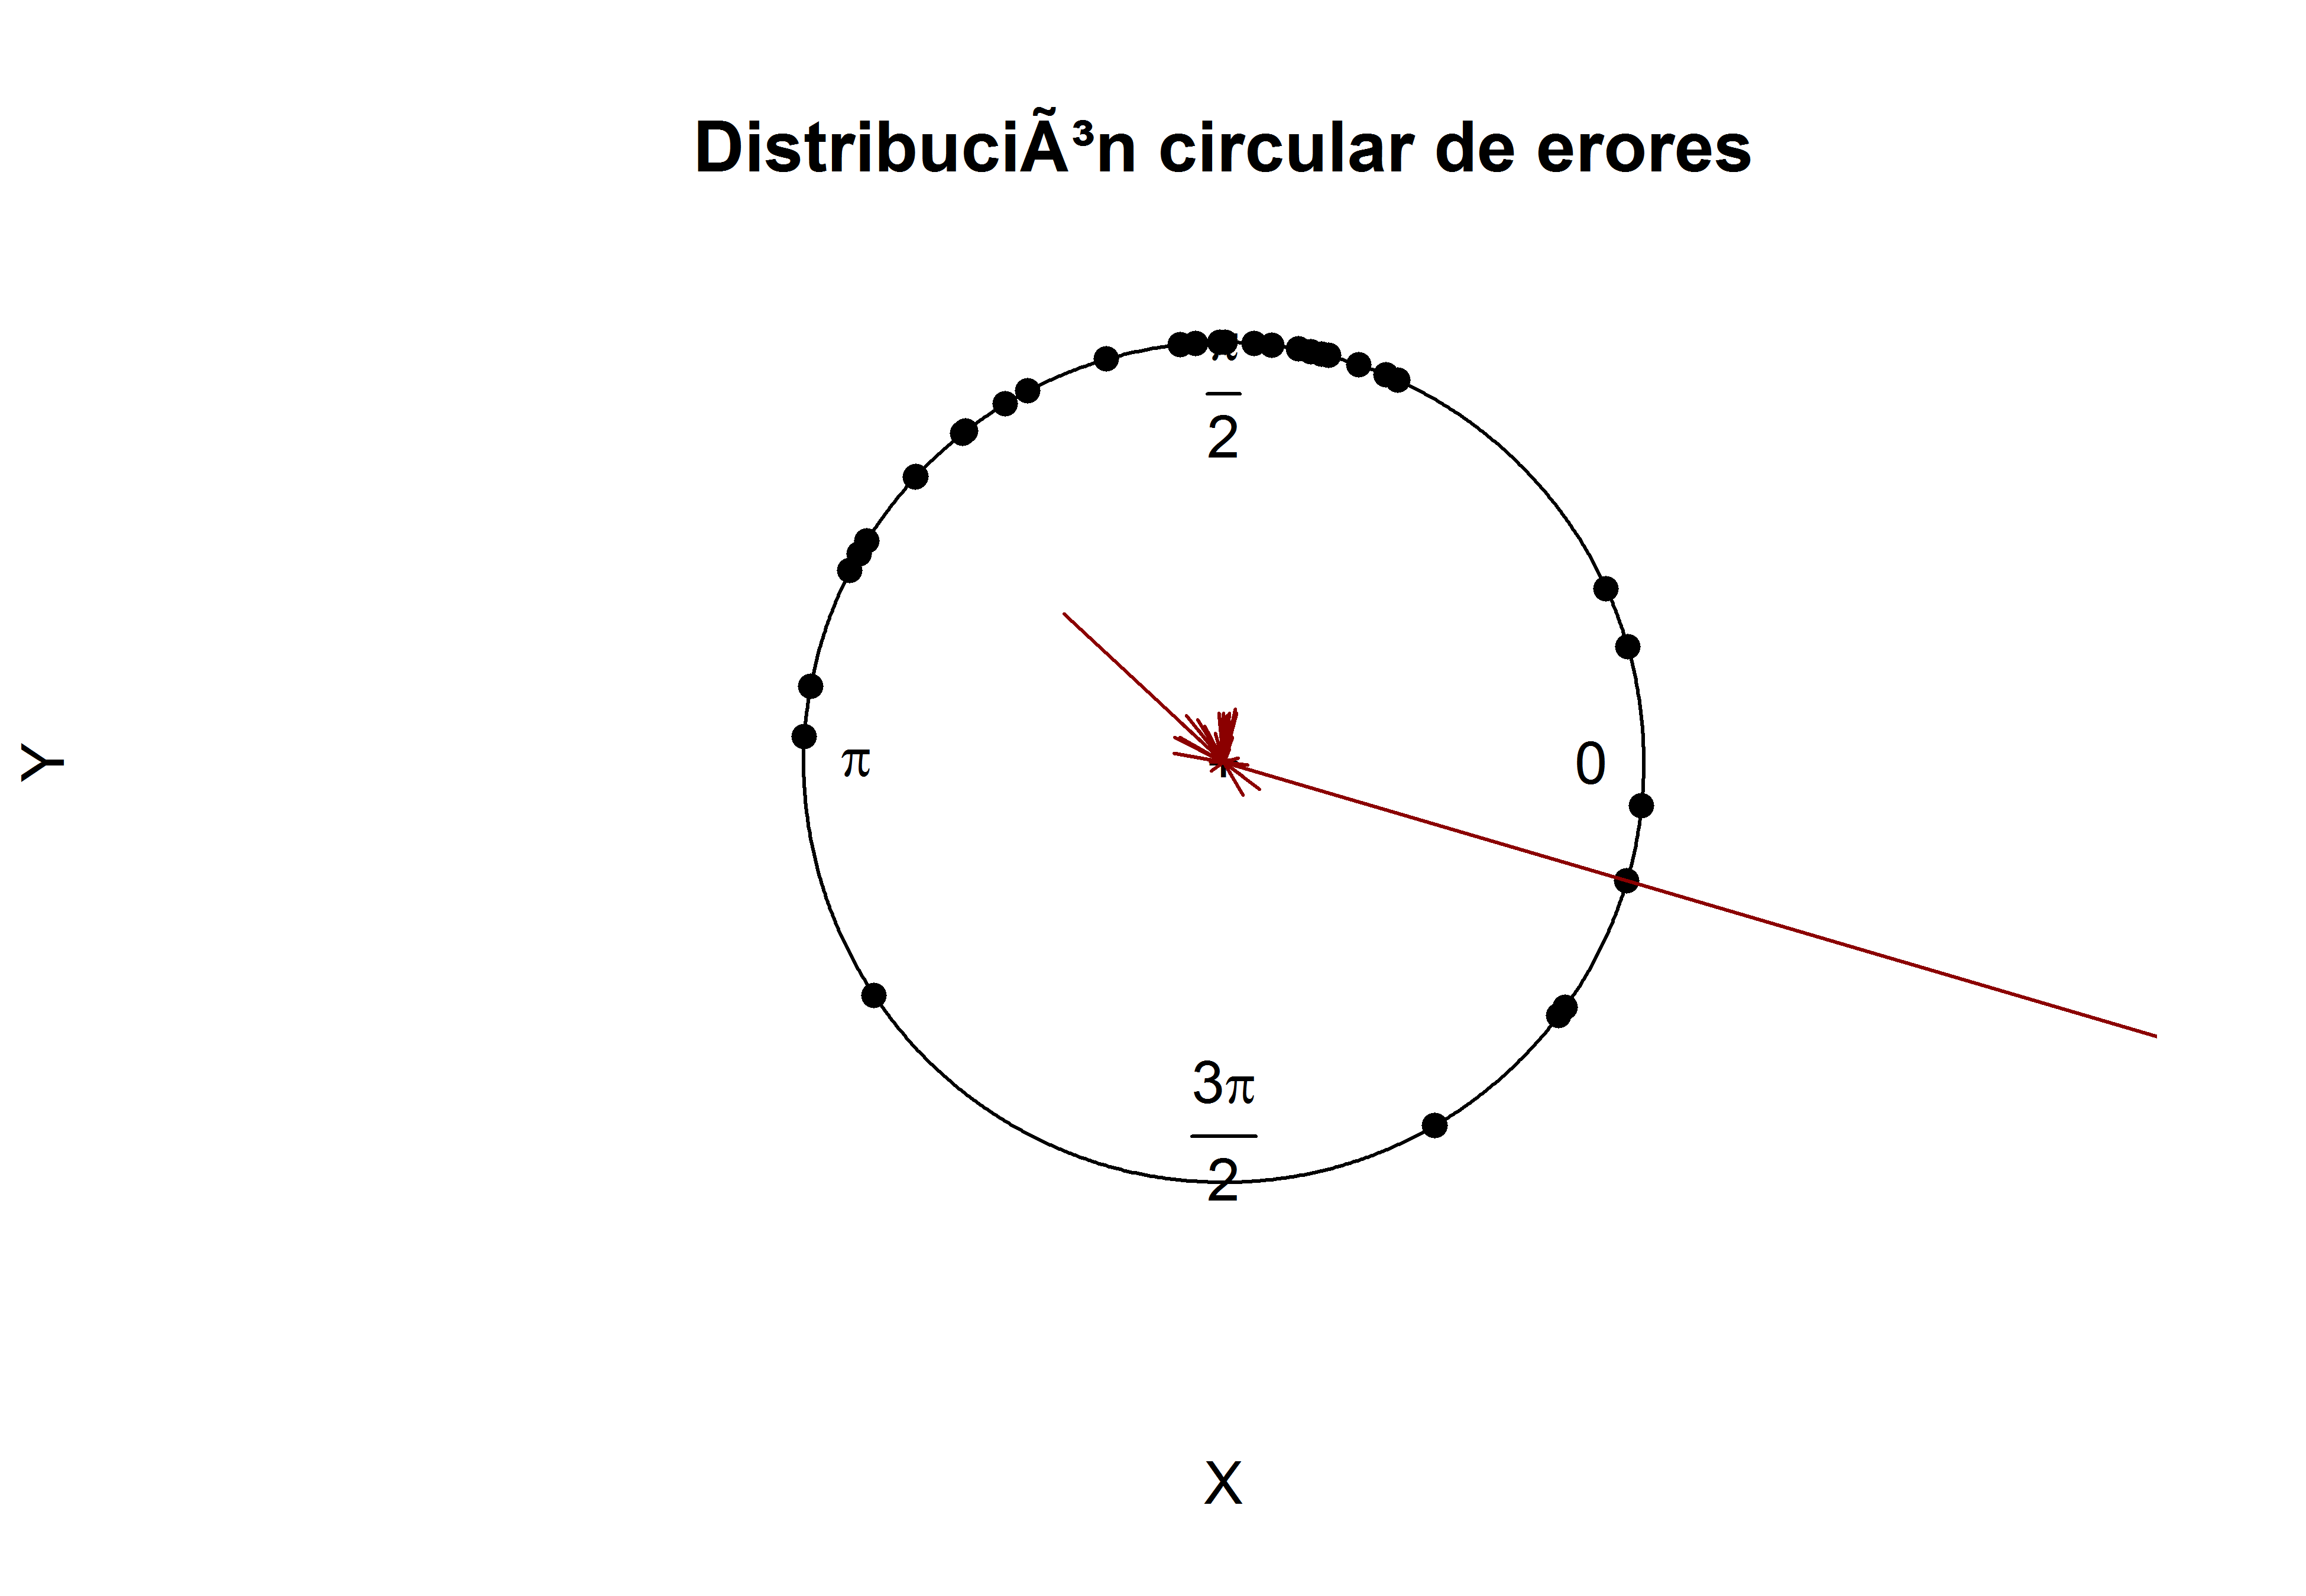 DistribuciÃ³n circular de erores
π
2
Y
π
0
3π
2
X